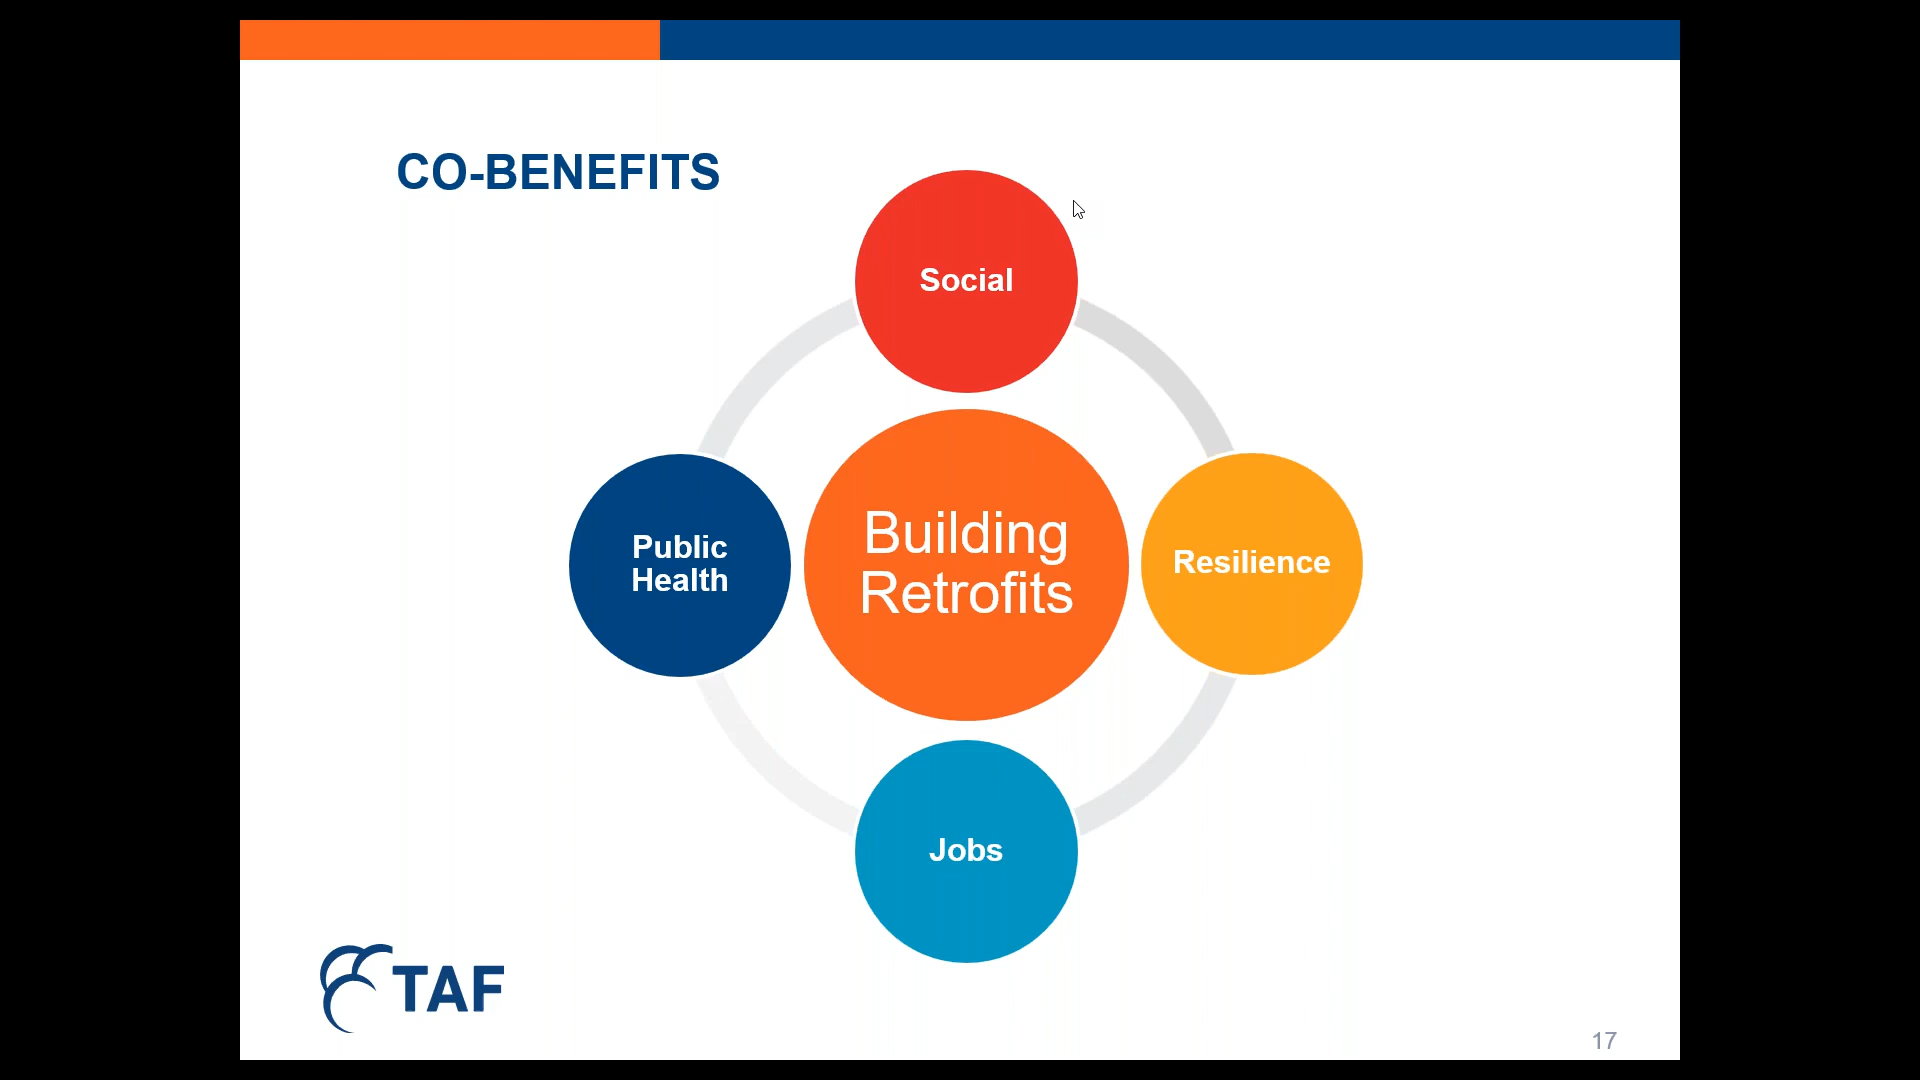 CO-BENEFITS
Social
Public
Health
Building
Retrofits
Resilience
Jobs
TAF
17